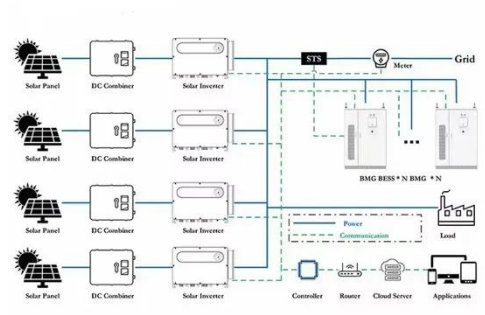 STS
Grid
Meter
Solar Panel
DC Combiner
Solar Inverter
Solar Panel
DC Combiner
Solar Inverter
BMG BESS * N BMG * N
Solar Panel
DC Combiner
Solar Inverter
Power
Communication
Load
Solar Panel
DC Combiner
Solar Inverter
Controller
Router
Cloud Server
Applications